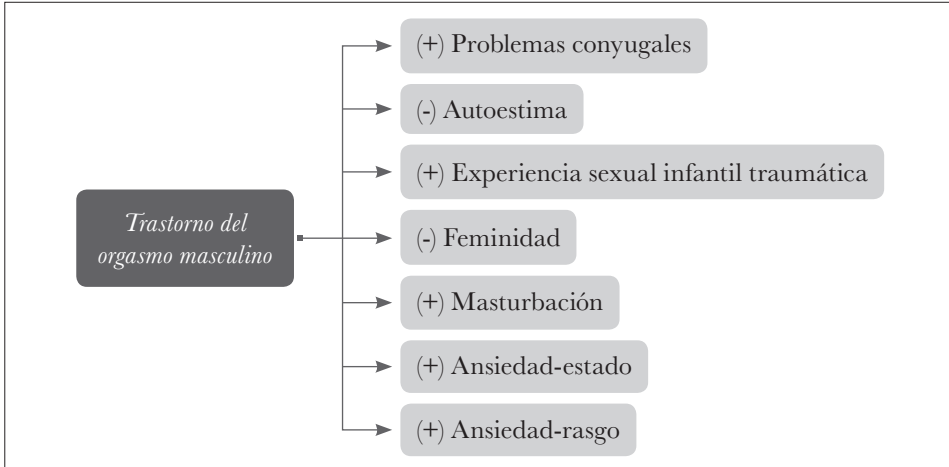 (+) Problemas conyugales
(-) Autoestima
(+) Experiencia sexual infantil traumática
Trastorno del
orgasmo masculino
(-) Feminidad
(+) Masturbación
(+) Ansiedad-estado
(+) Ansiedad-rasgo